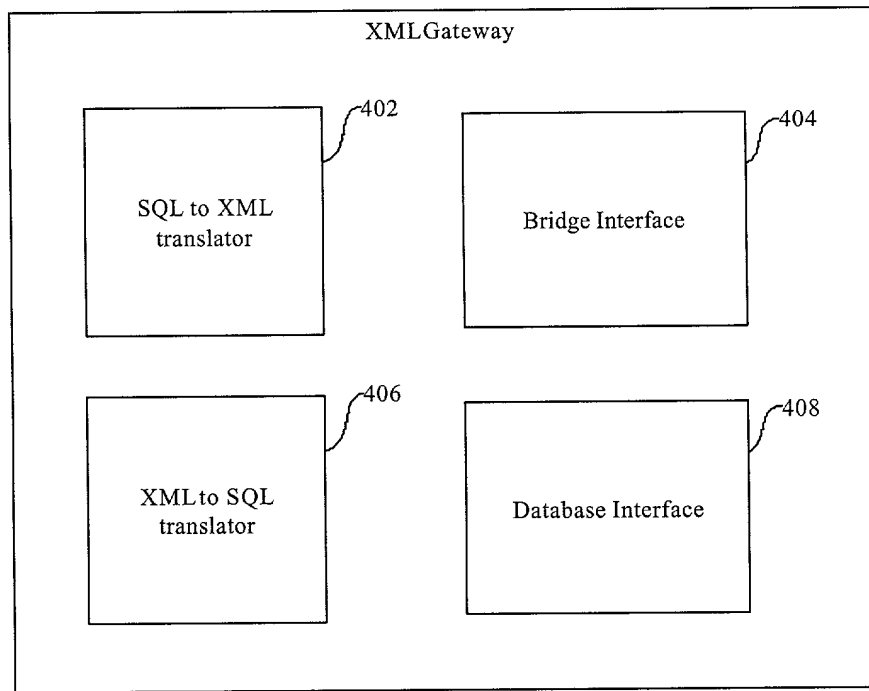 XMLGateway
402
404
SQL to XML
translator
Bridge Interface
406
408
XML to SQL
translator
Database Interface